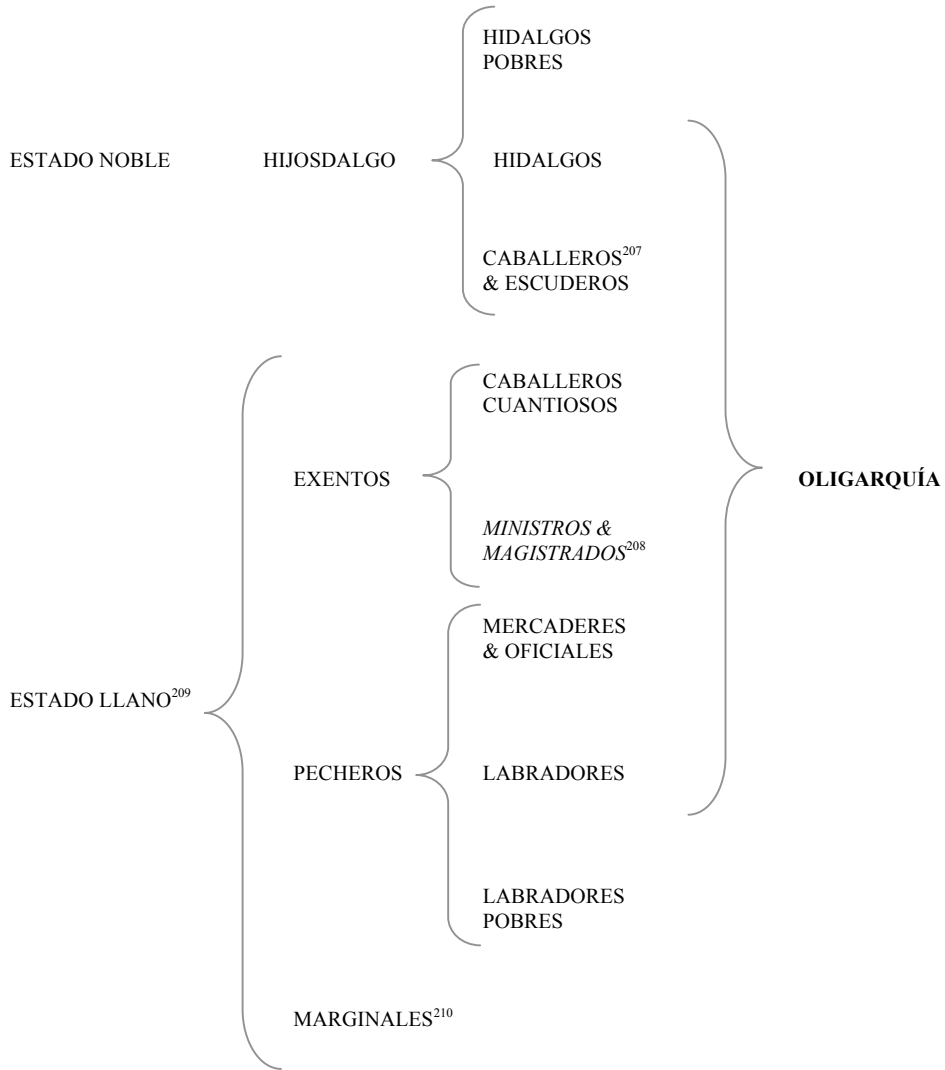 HIDALGOS
POBRES
ESTADO NOBLE HIJOSDALGO HIDALGOS
CABALLEROS207
& ESCUDEROS
CABALLEROS
CUANTIOSOS
EXENTOS OLIGARQUÍA
MINISTROS &
MAGISTRADOS208
MERCADERES
& OFICIALES
ESTADO LLANO209
PECHEROS LABRADORES
LABRADORES
POBRES
MARGINALES210